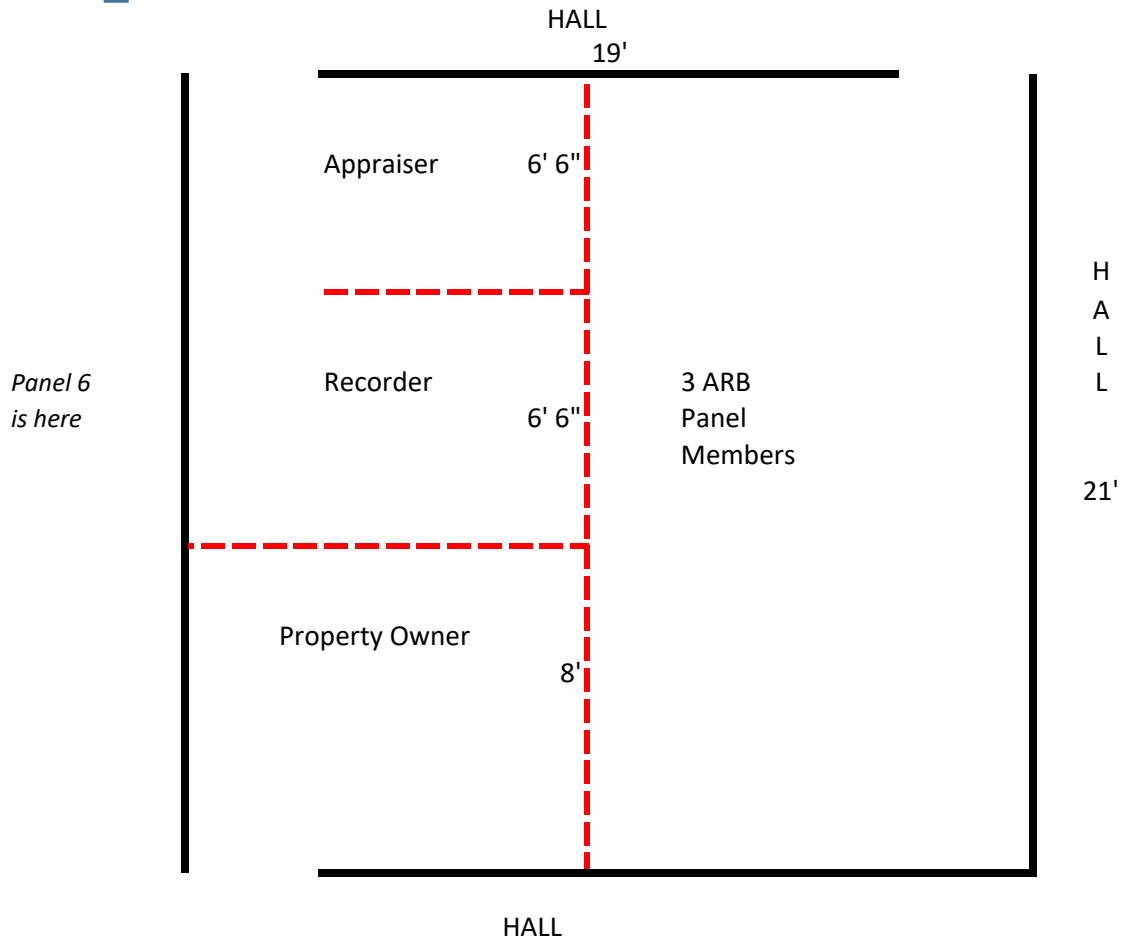 HALL
19'
Appraiser 6' 6"
H
A
L
L
Panel 6
is here
Recorder
6' 6"
3 ARB
Panel
Members
21'
Property Owner
8'
HALL